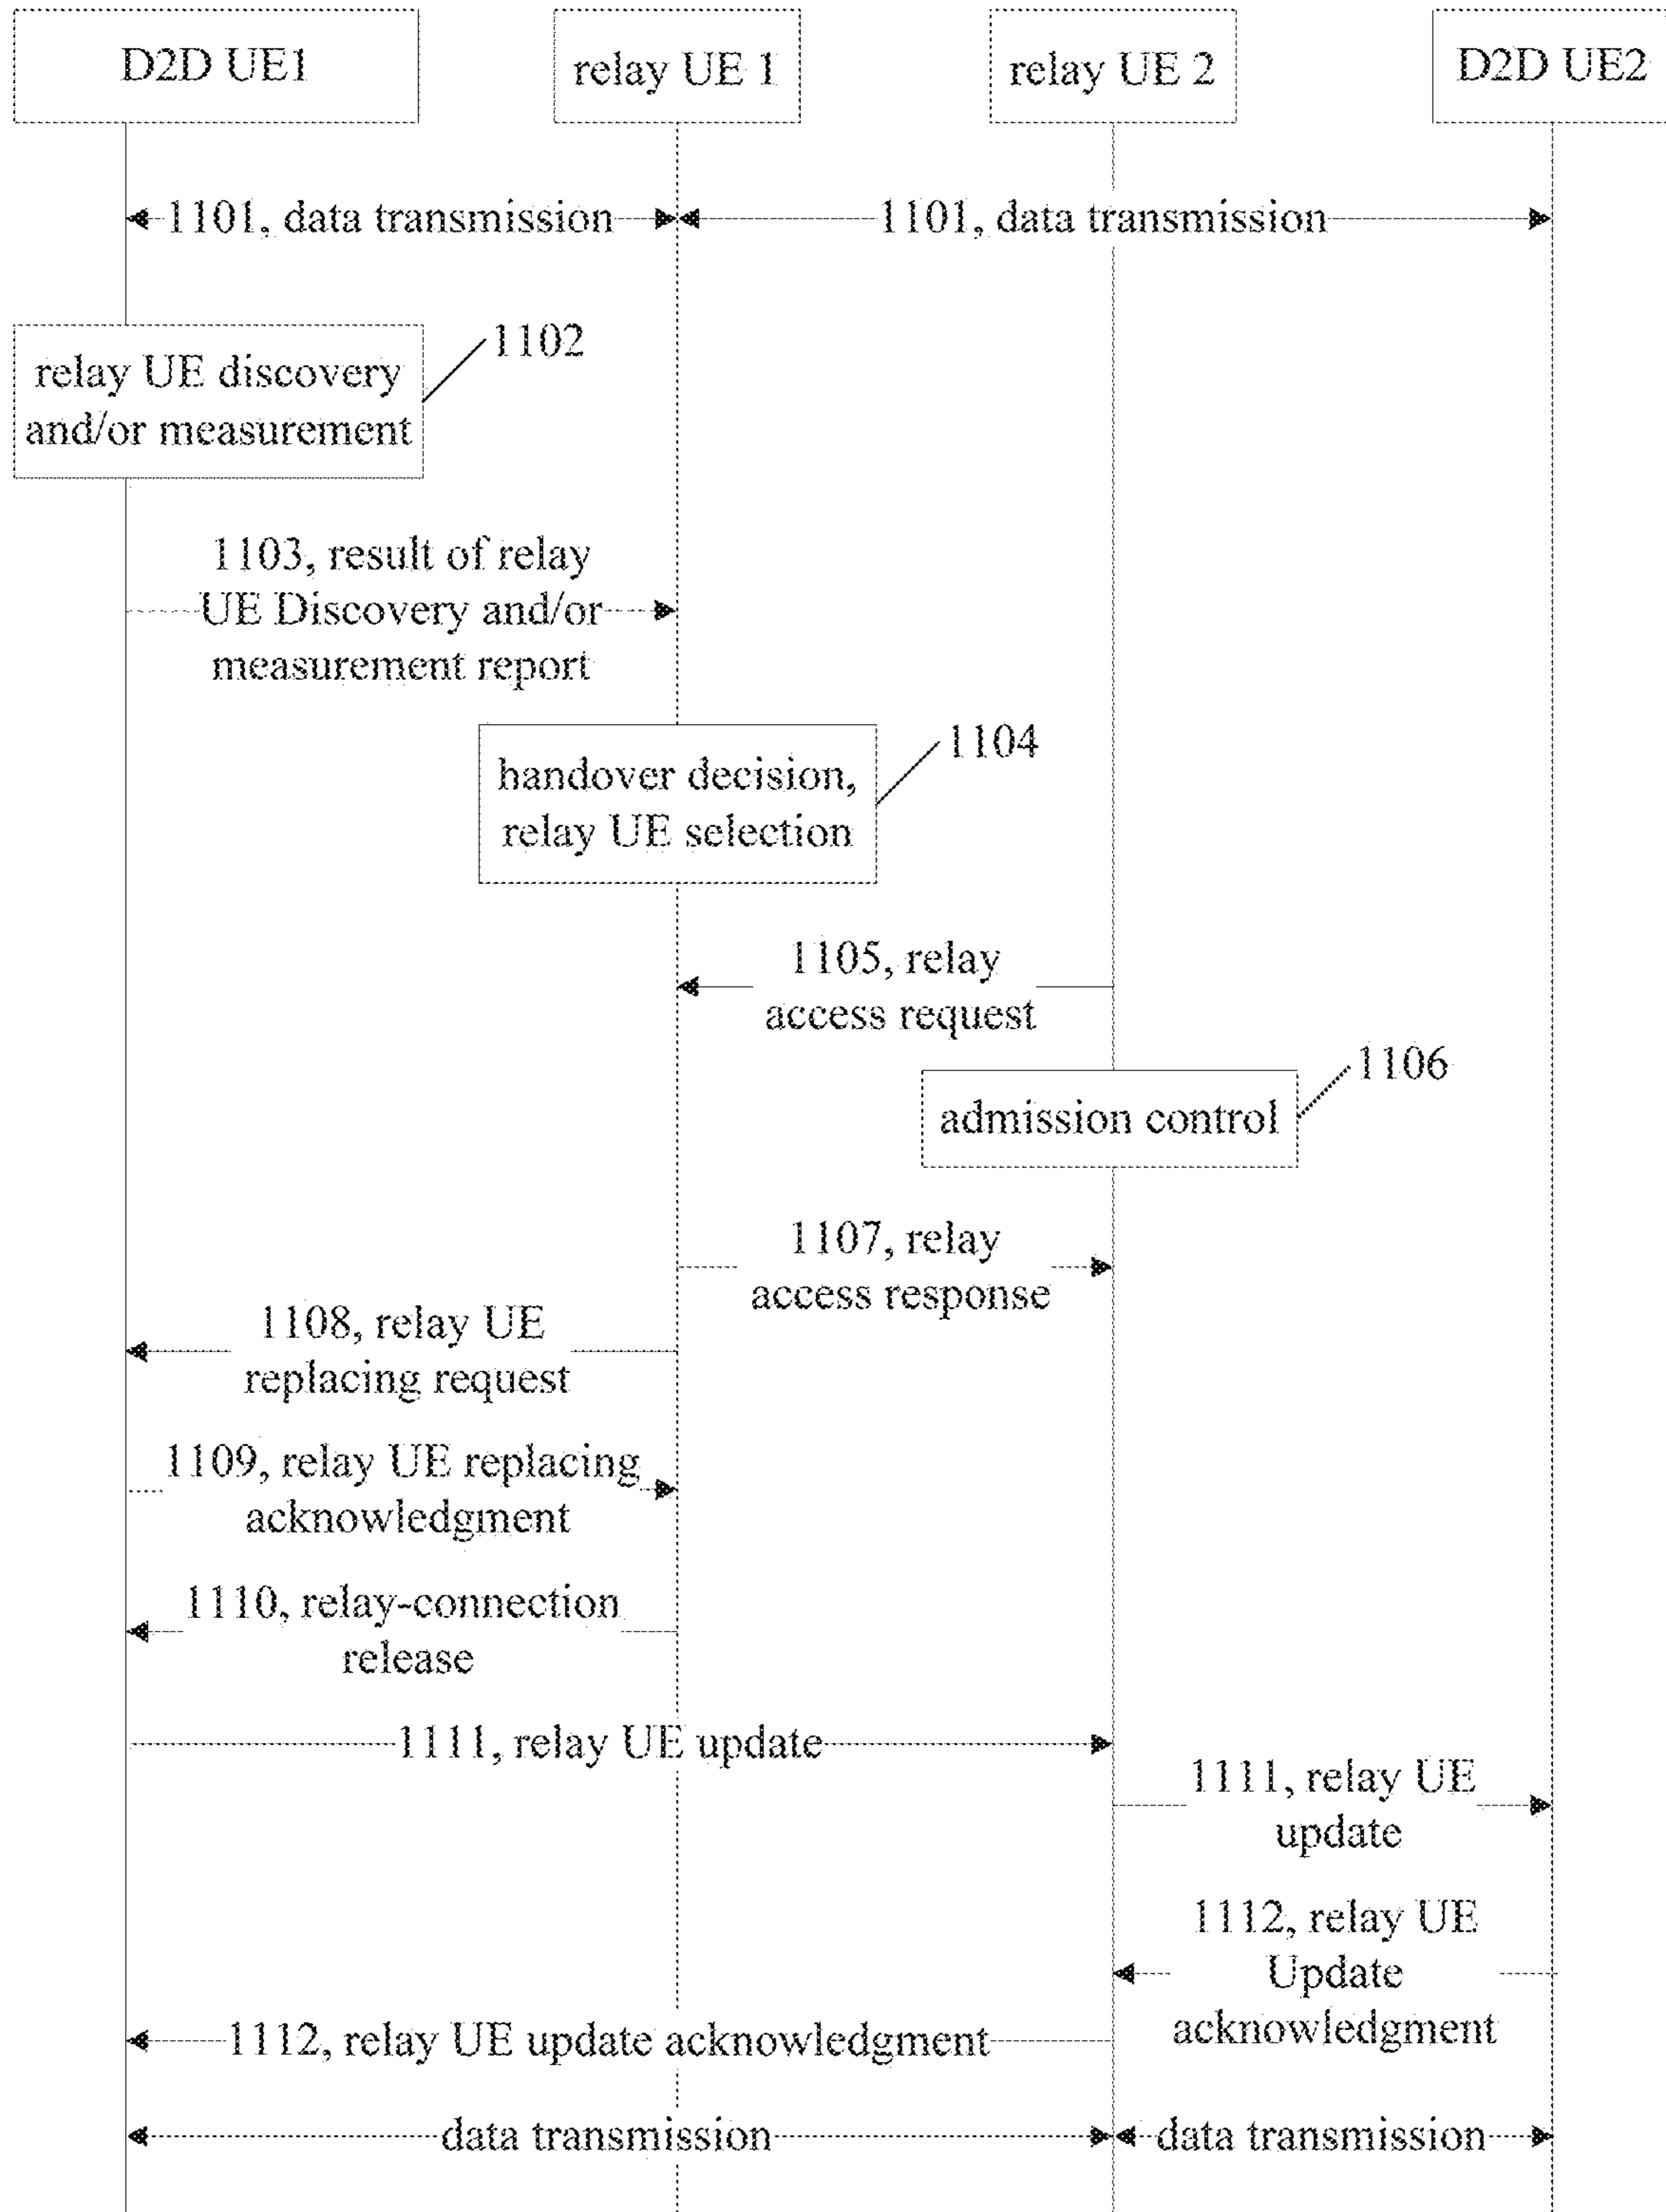 D2D UE1
relay UE 1
relay UE 2
D2D UE2
1101, data transmission
1101, data transmission
1102
relay UE discovery
and/or measurement
1103, result of relay
UE Discovery and/or
measurement report
1104
handover decision,
relay UE selection
1105, relay
access request
1106
admission control
1107, relay
access response
1108, relay UE
replacing request
1109, relay UE replacing
acknowledgment
1110, relay-connection
release
1111, relay UE update
1111, relay UE
update
1112, relay UE
Update
acknowledgment
1112, relay UE update acknowledgment
data transmission
data transmission